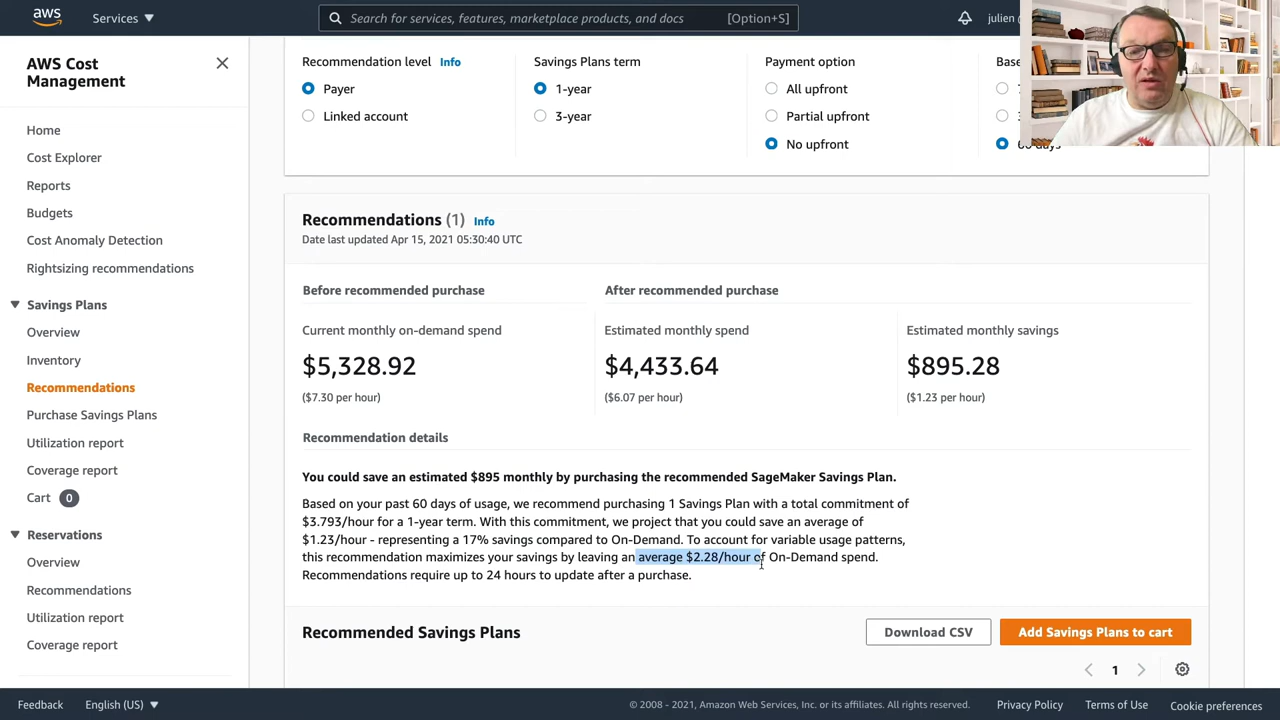 aws
Services ▼
Search for services, features, marketplace products, and docs
[Option+S]
julien
AWS Cost
Management
Home
Cost Explorer
Reports
Budgets
Cost Anomaly Detection
Rightsizing recommendations
Savings Plans
Overview
Inventory
Recommendations
Purchase Savings Plans
Utilization report
Coverage report
Cart 0
Reservations
Overview
Recommendations
Utilization report
Coverage report
Recommendation level Info
Payer
Linked account
Savings Plans term
1-year
3-year
Payment option
All upfront
Partial upfront
No upfront
Recommendations (1) Info
Date last updated Apr 15, 2021 05:30:40 UTC
Before recommended purchase
After recommended purchase
Current monthly on-demand spend
$5,328.92
($7.30 per hour)
Estimated monthly spend
$4,433.64
($6.07 per hour)
Estimated monthly savings
$895.28
($1.23 per hour)
Recommendation details
You could save an estimated $895 monthly by purchasing the recommended SageMaker Savings Plan.
Based on your past 60 days of usage, we recommend purchasing 1 Savings Plan with a total commitment of
$3.793/hour for a 1-year term. With this commitment, we project that you could save an average of
$1.23/hour - representing a 17% savings compared to On-Demand. To account for variable usage patterns,
this recommendation maximizes your savings by leaving an average $2.28/hour of On-Demand spend.
Recommendations require up to 24 hours to update after a purchase.
Recommended Savings Plans
Download CSV
Add Savings Plans to cart
1
Feedback
English (US) ▼
© 2008 - 2021, Amazon Web Services, Inc. or its affiliates. All rights reserved.
Privacy Policy
Terms of Use
Cookie preferences